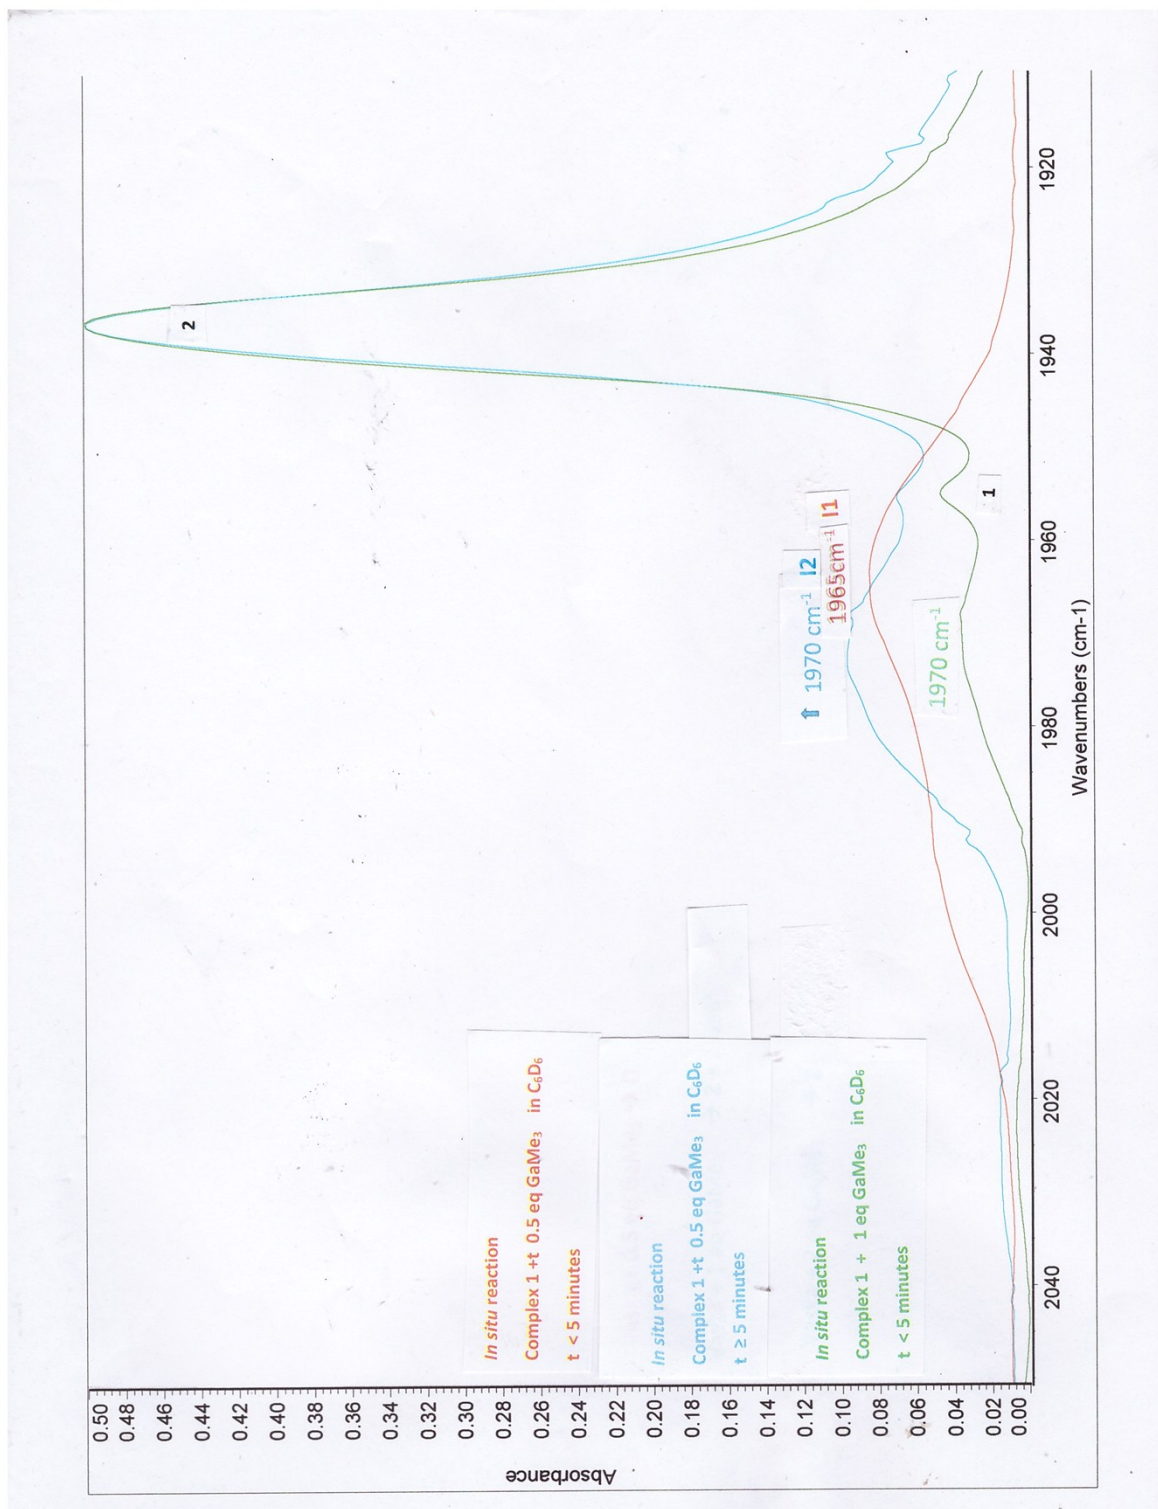 Absorbance
0.50
0.48
0.46
0.44
0.42
0.40
0.38
0.36
0.34
0.32
0.30
0.28
0.26
0.24
0.22
0.20
0.18
0.16
0.14
0.12
0.10
0.08
0.06
0.04
0.02
0.00
2
In situ reaction
Complex 1 +t 0.5 eq GaMe₃ in C₆D₆
t < 5 minutes
In situ reaction
Complex 1 +t 0.5 eq GaMe₃ in C₆D₆
t ≥ 5 minutes
In situ reaction
Complex 1 + 1 eq GaMe₃ in C₆D₆
t < 5 minutes
⇧ 1970 cm⁻¹ I2
1965cm⁻¹ I1
1970 cm⁻¹
1
2040
2020
2000
1980
1960
1940
1920
Wavenumbers (cm-1)